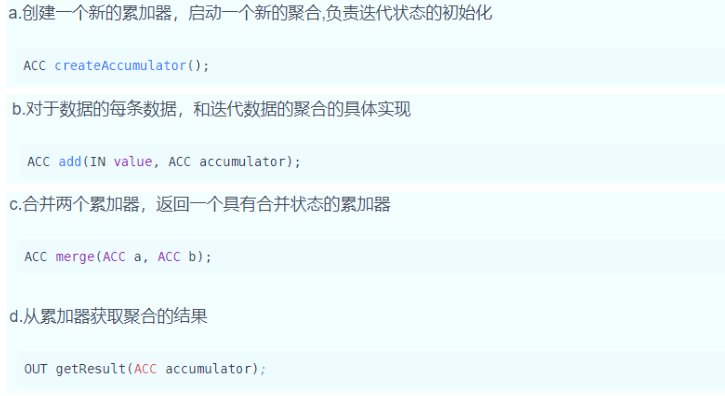 a.创建一个新的累加器，启动一个新的聚合,负责迭代状态的初始化
ACC createAccumulator();
b.对于数据的每条数据，和迭代数据的聚合的具体实现
ACC add(IN value, ACC accumulator);
c.合并两个累加器，返回一个具有合并状态的累加器
ACC merge(ACC a, ACC b);
d.从累加器获取聚合的结果
OUT getResult(ACC accumulator);